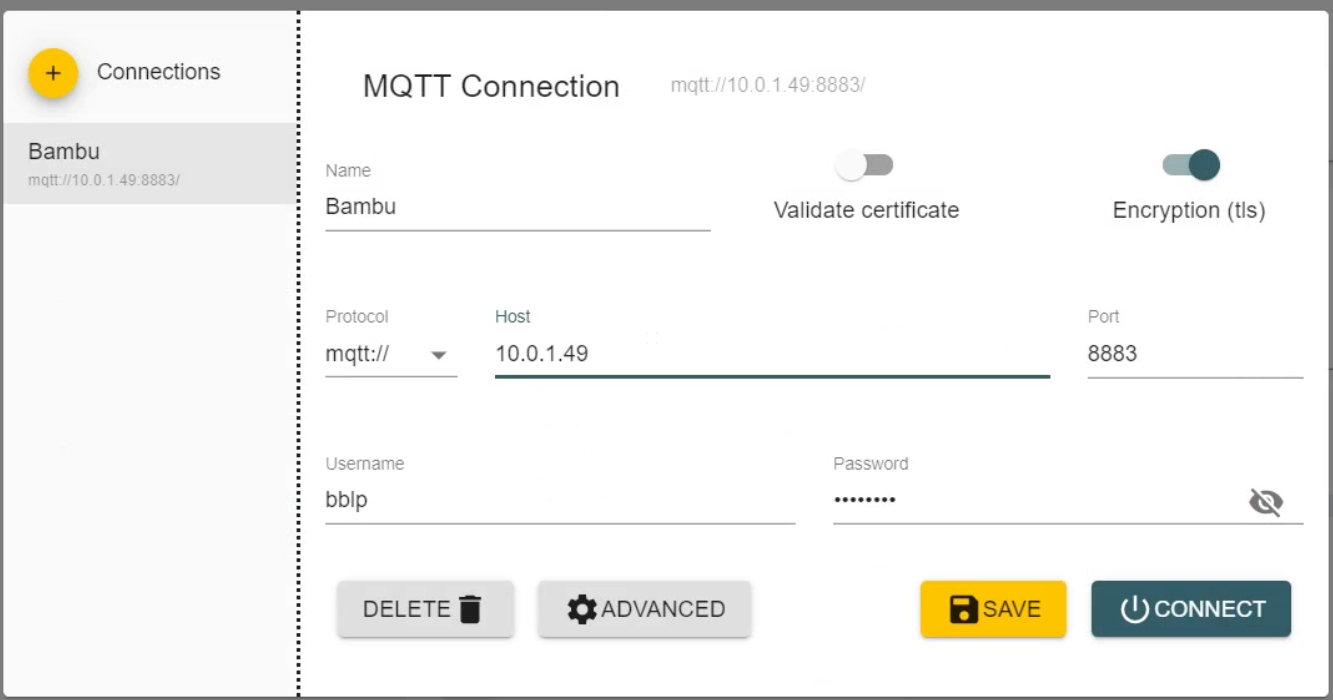 + Connections
Bambu
mqtt://10.0.1.49:8883/
MQTT Connection mqtt://10.0.1.49:8883/
Name
Bambu
Validate certificate
Encryption (tls)
Protocol
mqtt://
Host
10.0.1.49
Port
8883
Username
bblp
Password
••••••••
DELETE
ADVANCED
SAVE
CONNECT